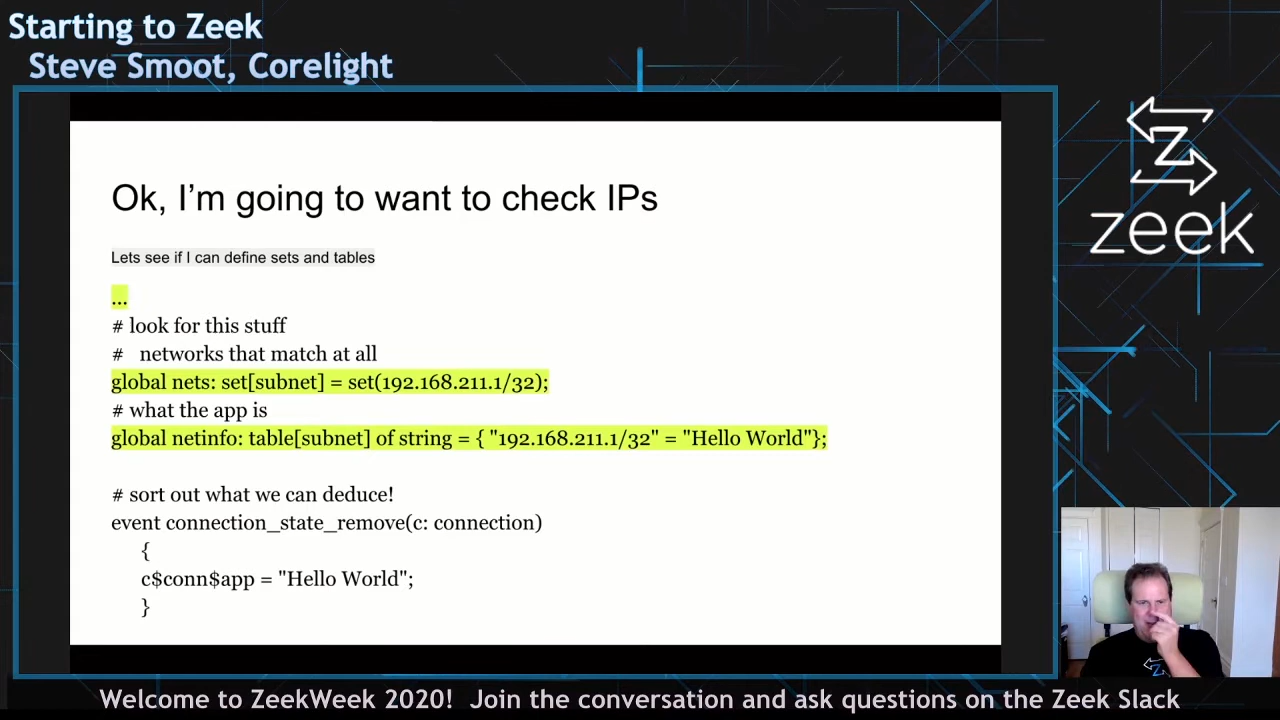 Starting to Zeek
Steve Smoot, Corelight
Z
zeek
Ok, I'm going to want to check IPs
Lets see if I can define sets and tables
...
# look for this stuff
#   networks that match at all
global nets: set[subnet] = set(192.168.211.1/32);
# what the app is
global netinfo: table[subnet] of string = { "192.168.211.1/32" = "Hello World"};
# sort out what we can deduce!
event connection_state_remove(c: connection)
{
c$conn$app = "Hello World";
}
Welcome to ZeekWeek 2020!  Join the conversation and ask questions on the Zeek Slack